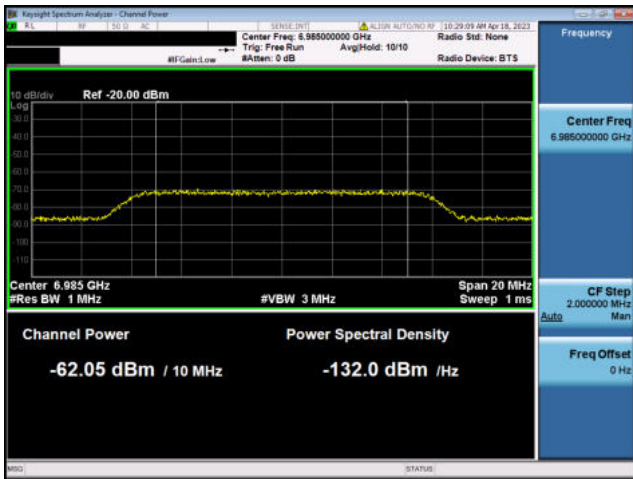 Keysight Spectrum Analyzer - Channel Power
RL RF 50 Ω AC SENSE:INT ALIGN AUTO/NO RF 10:29:09 AM Apr 18, 2023
Center Freq: 6.985000000 GHz Radio Std: None
Trig: Free Run Avg|Hold: 10/10
#IFGain:Low #Atten: 0 dB Radio Device: BTS
10 dB/div Ref -20.00 dBm
Log
-30.0
-40.0
-50.0
-60.0
-70.0
-80.0
-90.0
-100
-110
Center 6.985 GHz Span 20 MHz
#Res BW 1 MHz #VBW 3 MHz Sweep 1 ms
Channel Power Power Spectral Density
-62.05 dBm / 10 MHz -132.0 dBm /Hz
MSG STATUS
Frequency
Center Freq
6.985000000 GHz
CF Step
2.000000 MHz
Auto Man
Freq Offset
0 Hz